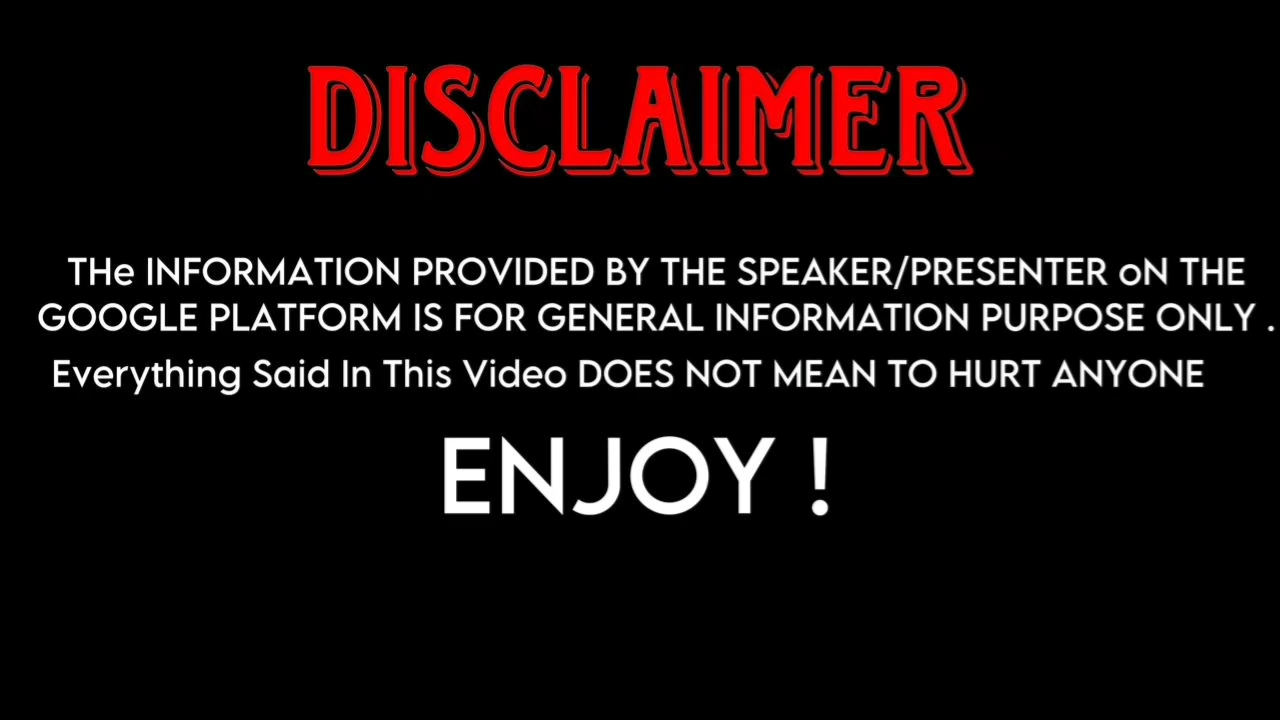 DISCLAIMER
THe INFORMATION PROVIDED BY THE SPEAKER/PRESENTER oN THE
GOOGLE PLATFORM IS FOR GENERAL INFORMATION PURPOSE ONLY .
Everything Said In This Video DOES NOT MEAN TO HURT ANYONE
ENJOY !